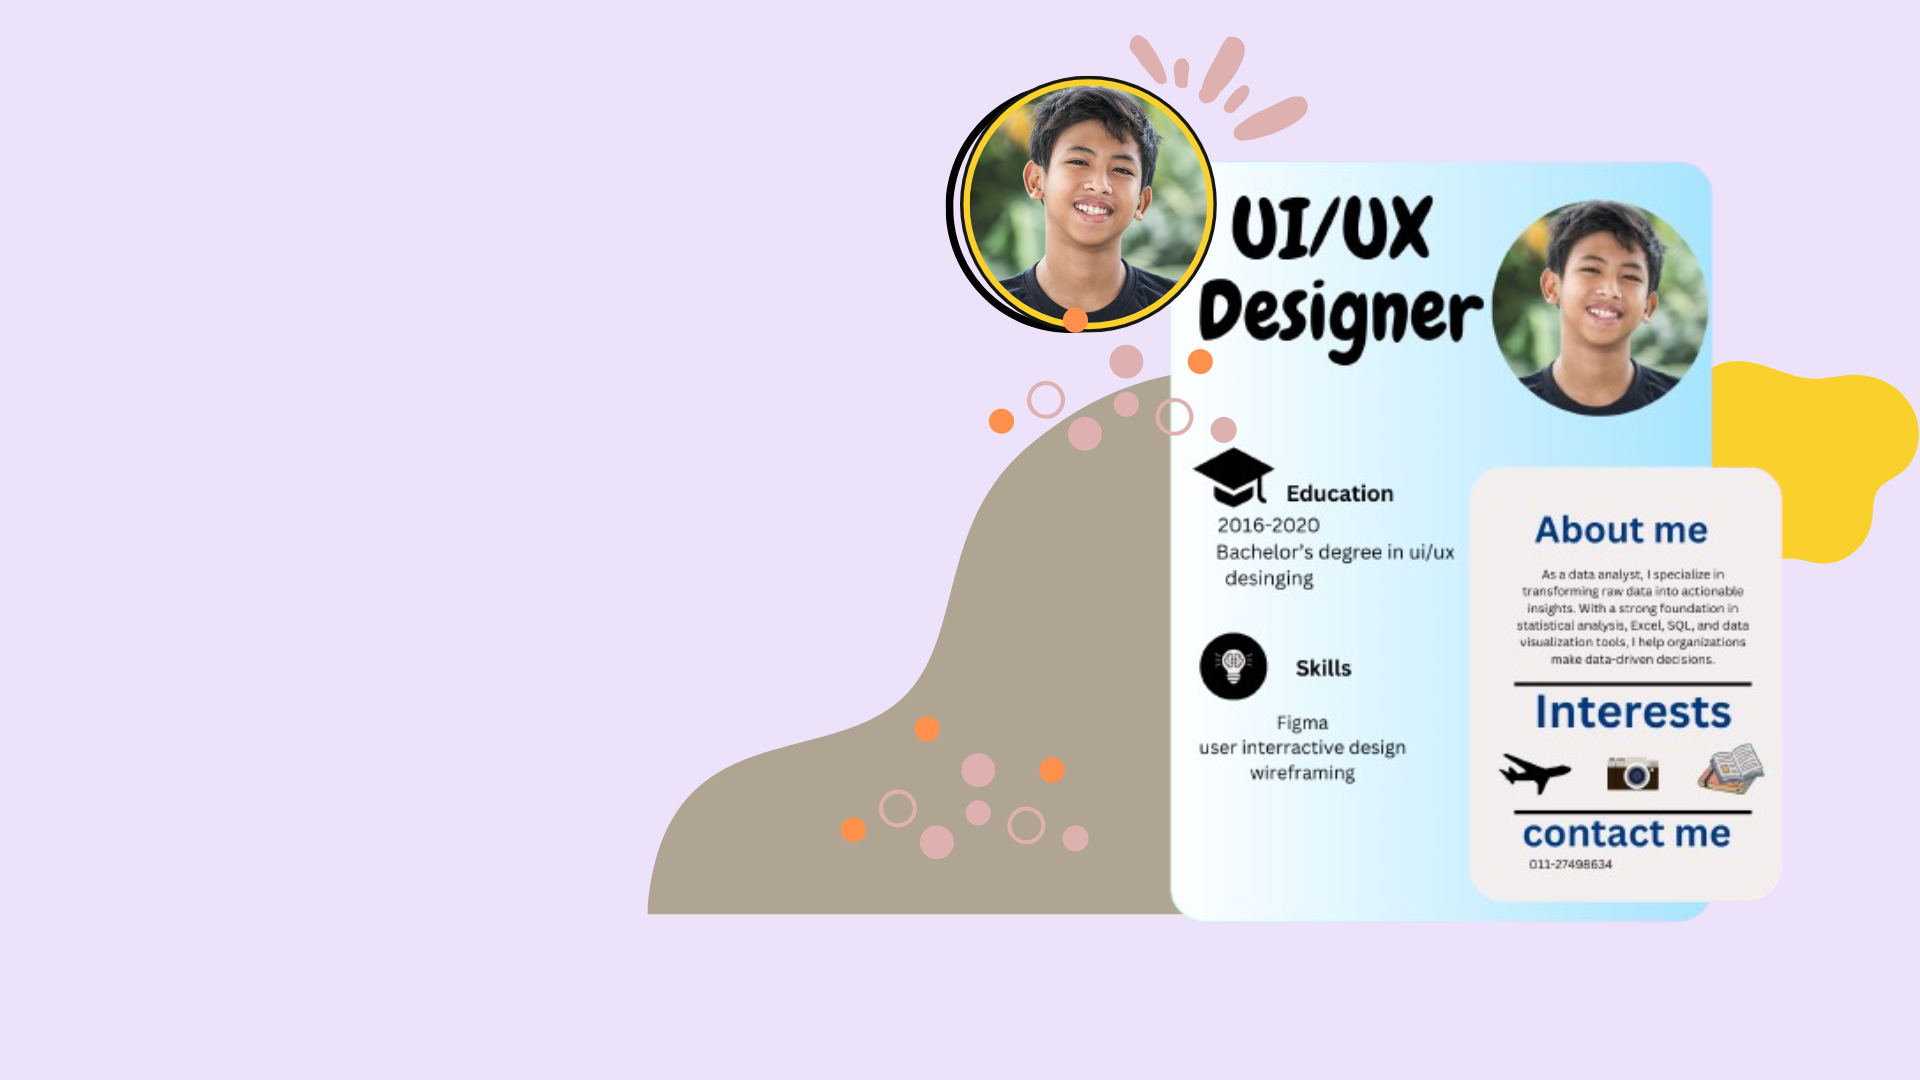 UI/UX
Designer
Education
2016-2020
Bachelor's degree in ui/ux
desinging
Skills
Figma
user interractive design
wireframing
About me
As a data analyst, I specialize in
transforming raw data into actionable
insights. With a strong foundation in
statistical analysis, Excel, SQL, and data
visualization tools, I help organizations
make data-driven decisions.
Interests
contact me
011-27498634